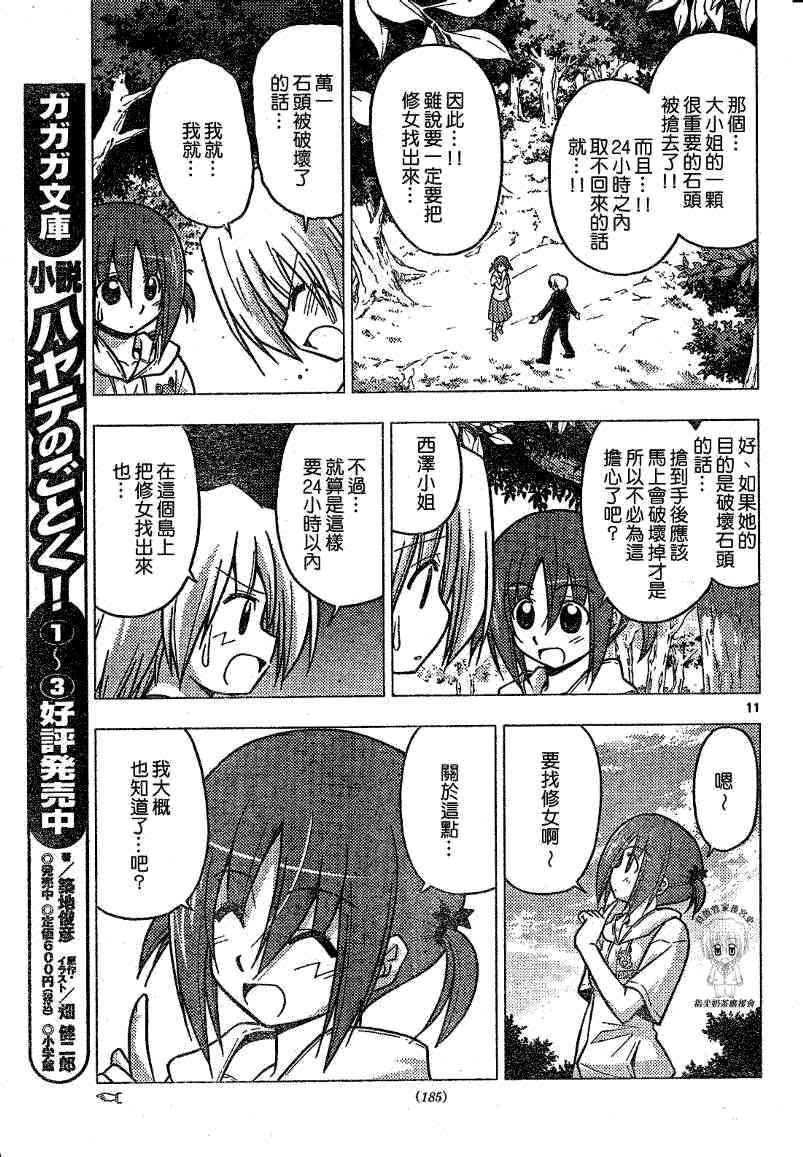 那個…
大小姐的一顆
很重要的石頭
被搶去了!!
而且…!!
24小時之內
取不回來的話
就…!!
因此…!!
雖說要一定要把
修女找出來…
萬一
石頭被破壞了
的話…
我就…
我就…
好、如果她的
目的是破壞石頭
的話…
搶到手後應該
馬上會破壞掉才是
所以不必為這
擔心了吧?
西澤小姐
不過…
就算是這樣
要24小時以內
在這個島上
把修女找出來
也…
11
嗯~
要找修女啊~
關於這點…
我大概
也知道了…吧?
(185)
ガガガ文庫
小説 ハヤテのごとく! ①~③好評発売中
著/築地俊彦 原作・イラスト/畑健二郎
◎発売中 ◎定価600円(税込) ◎小学館